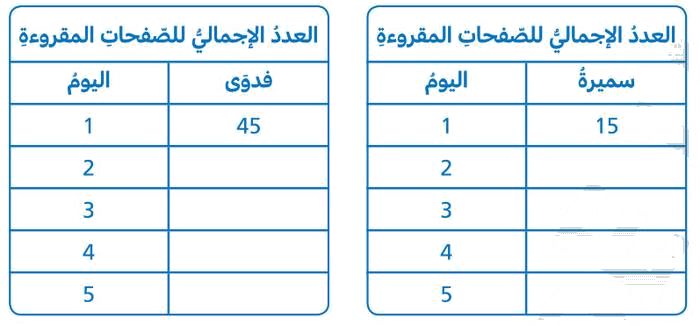 العددُ الإجماليُّ للصّفحاتِ المقروءةِ
سميرةُ اليومُ
15 1
2
3
4
5
العددُ الإجماليُّ للصّفحاتِ المقروءةِ
فدوَى اليومُ
45 1
2
3
4
5